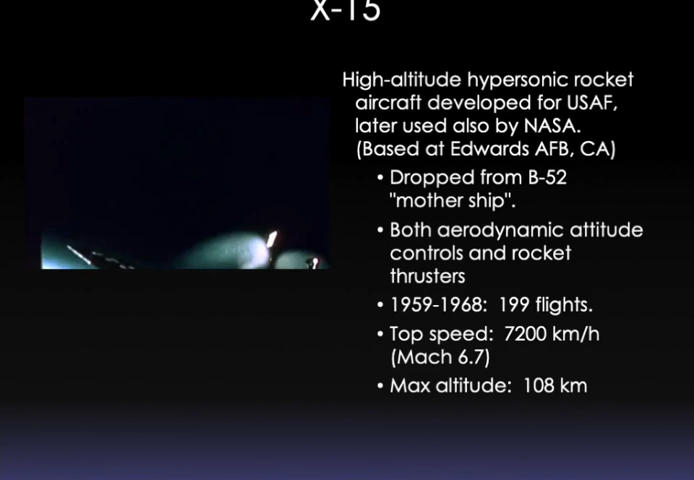 X-15
High-altitude hypersonic rocket
aircraft developed for USAF,
later used also by NASA.
(Based at Edwards AFB, CA)
• Dropped from B-52
"mother ship".
• Both aerodynamic attitude
controls and rocket
thrusters
• 1959-1968:  199 flights.
• Top speed:  7200 km/h
(Mach 6.7)
• Max altitude:  108 km